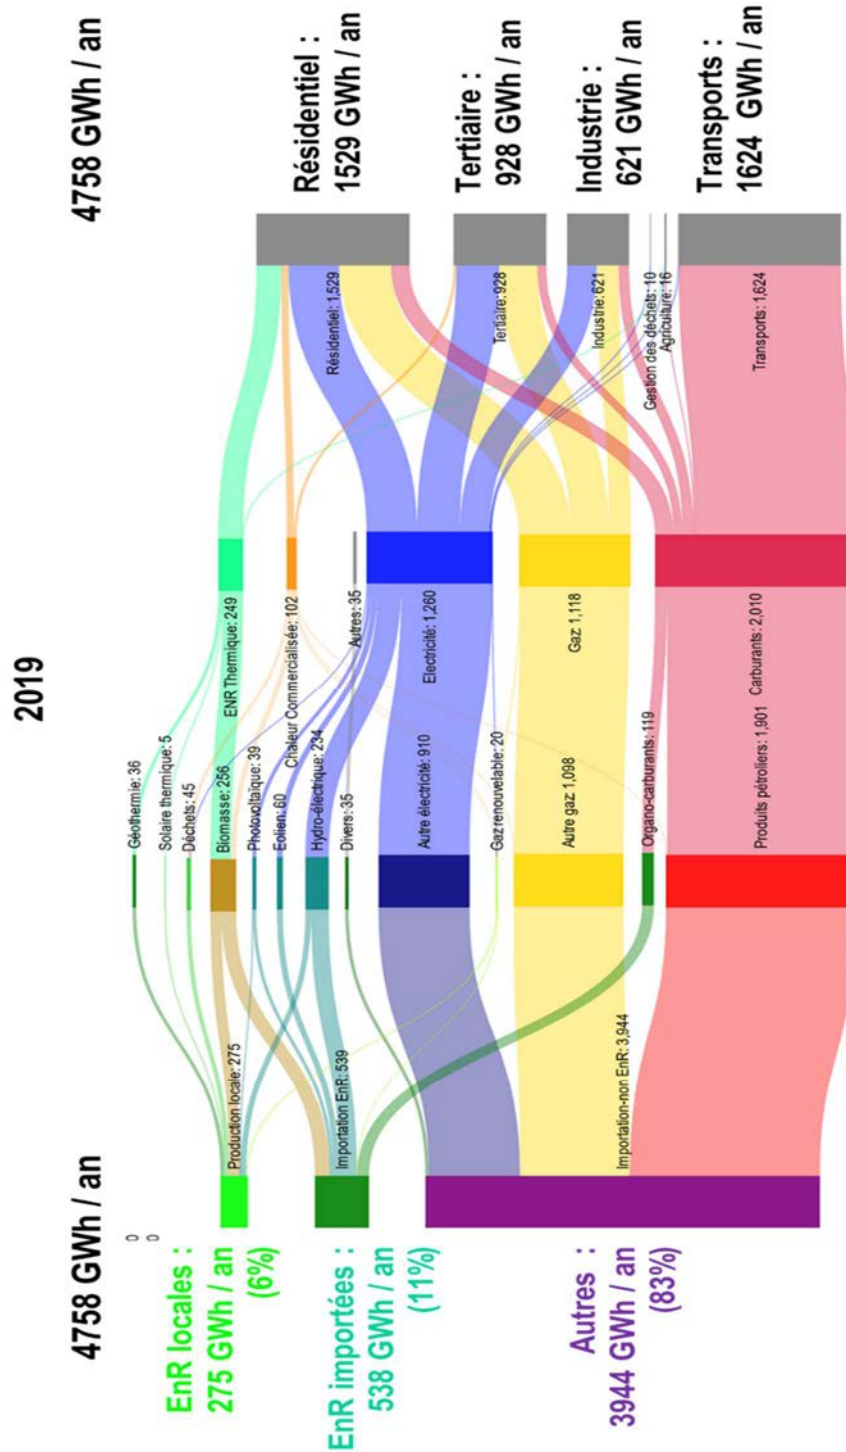 2019
4758 GWh / an
4758 GWh / an
0
0
EnR locales :
275 GWh / an
(6%)
EnR importées :
538 GWh / an
(11%)
Autres :
3944 GWh / an
(83%)
Production locale: 275
Importation EnR: 539
Importation-non EnR: 3,944
Géothermie: 36
Solaire thermique: 5
Déchets: 45
Biomasse: 256
Photovoltaïque: 39
Eolien: 60
Hydro-électrique: 234
Divers: 35
Autre électricité: 910
Gaz renouvelable: 20
Autre gaz: 1,098
Organo-carburants: 119
Produits pétroliers: 1,901
ENR Thermique: 249
Chaleur Commercialisée: 102
Autres: 35
Electricité: 1,260
Gaz: 1,118
Carburants: 2,010
Résidentiel: 1,529
Tertiaire: 928
Industrie: 621
Gestion des déchets: 10
Agriculture: 16
Transports: 1,624
Résidentiel :
1529 GWh / an
Tertiaire :
928 GWh / an
Industrie :
621 GWh / an
Transports :
1624 GWh / an